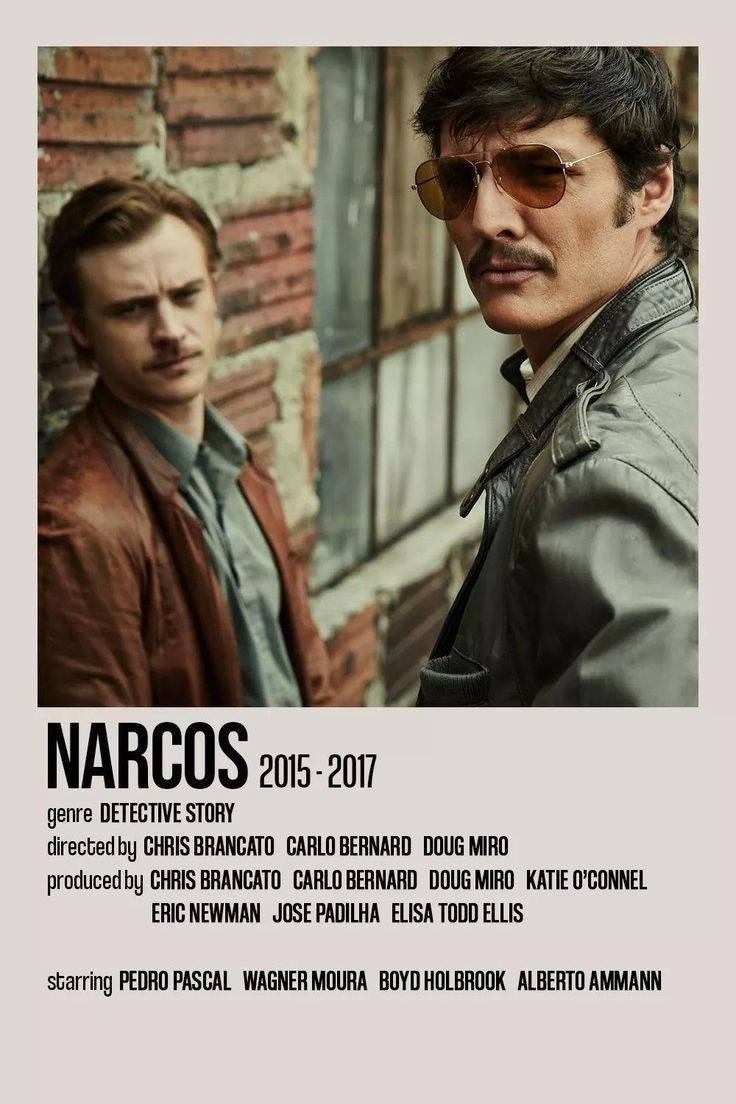 NARCOS 2015 - 2017
genre DETECTIVE STORY
directed by CHRIS BRANCATO CARLO BERNARD DOUG MIRO
produced by CHRIS BRANCATO CARLO BERNARD DOUG MIRO KATIE O'CONNEL
ERIC NEWMAN JOSE PADILHA ELISA TODD ELLIS
starring PEDRO PASCAL WAGNER MOURA BOYD HOLBROOK ALBERTO AMMANN